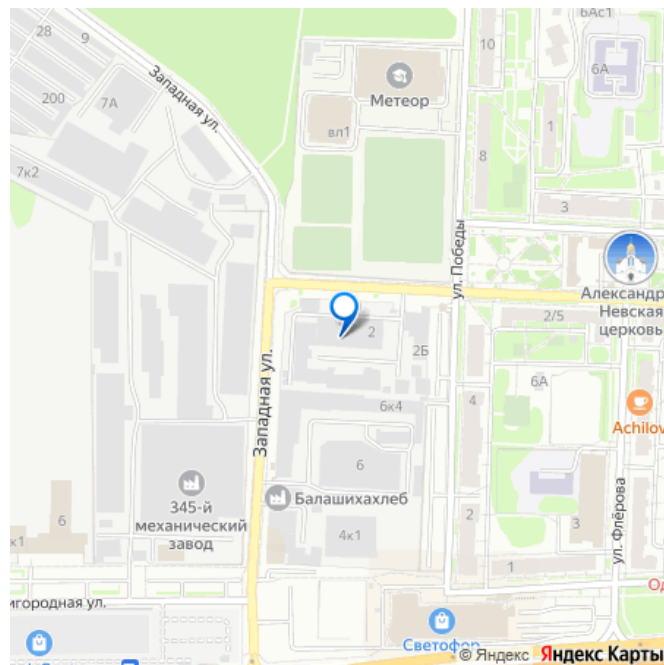 28
9
6Ас1
200
7А
Западная ул.
Метеор
вл1
10
6А
1
8
3
7к2
ул. Победы
Александр
Невская
церковь
2/5
2
2Б
Западная ул.
6А
4
6к4
Achilov
6
345-й
механический
завод
Балашихахлеб
4к1
6
к1
2
3
ул. Флёрова
1
игородная ул.
Од
Светофор
© Яндекс Яндекс Карты